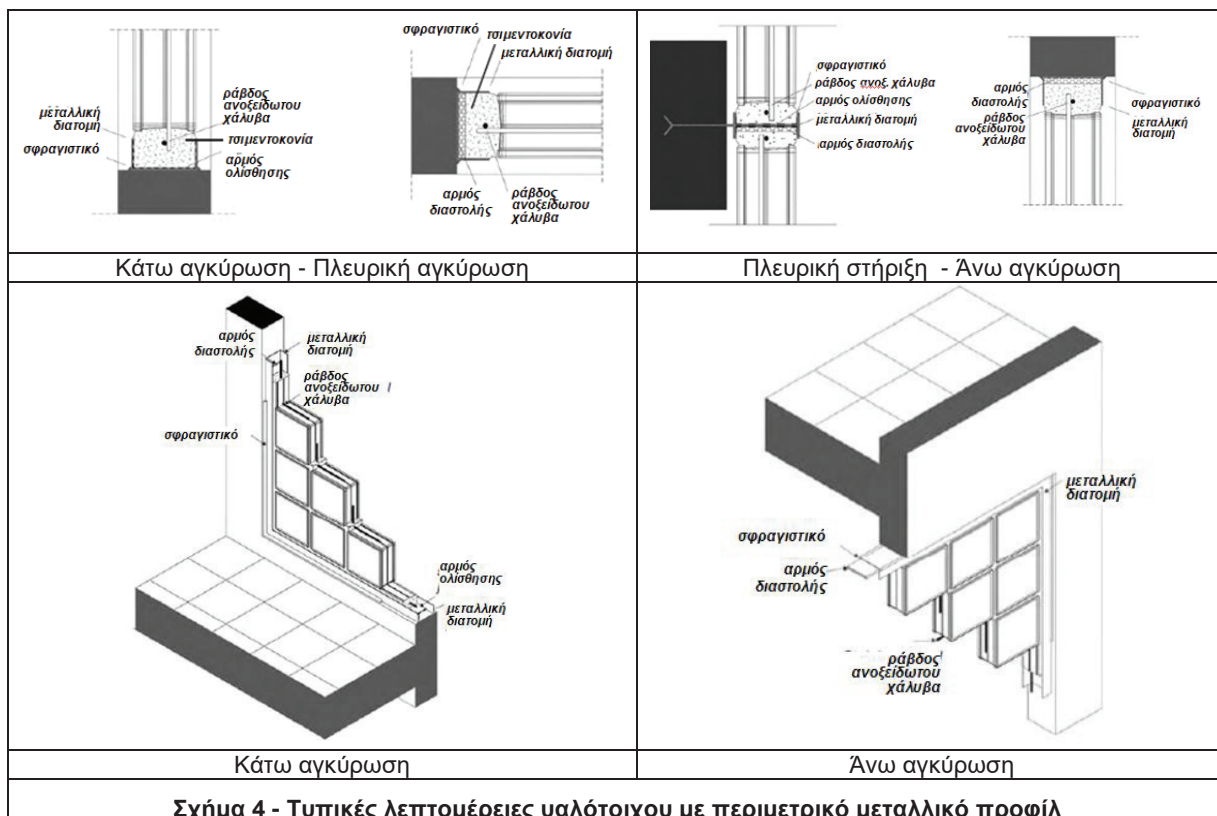 μεταλλική
διατομή
σφραγιστικό
ράβδος
ανοξείδωτου
χάλυβα
τσιμεντοκονία
αρμός
ολίσθησης
σφραγιστικό τσιμεντοκονία
μεταλλική διατομή
αρμός
διαστολής
ράβδος
ανοξείδωτου
χάλυβα
Κάτω αγκύρωση - Πλευρική αγκύρωση
σφραγιστικό
ράβδος ανοξ. χάλυβα
αρμός ολίσθησης
μεταλλική διατομή
αρμός διαστολής
αρμός
διαστολής
ράβδος
ανοξείδωτου
χάλυβα
σφραγιστικό
μεταλλική
διατομή
Πλευρική στήριξη - Άνω αγκύρωση
αρμός
διαστολής
μεταλλική
διατομή
ράβδος
ανοξείδωτου
χάλυβα
σφραγιστικό
αρμός
ολίσθησης
μεταλλική
διατομή
Κάτω αγκύρωση
μεταλλική
διατομή
σφραγιστικό
αρμός
διαστολής
ράβδος
ανοξείδωτου
χάλυβα
Άνω αγκύρωση
Σχήμα 4 - Τυπικές λεπτομέρειες υαλότοιχου με περιμετρικό μεταλλικό προφίλ